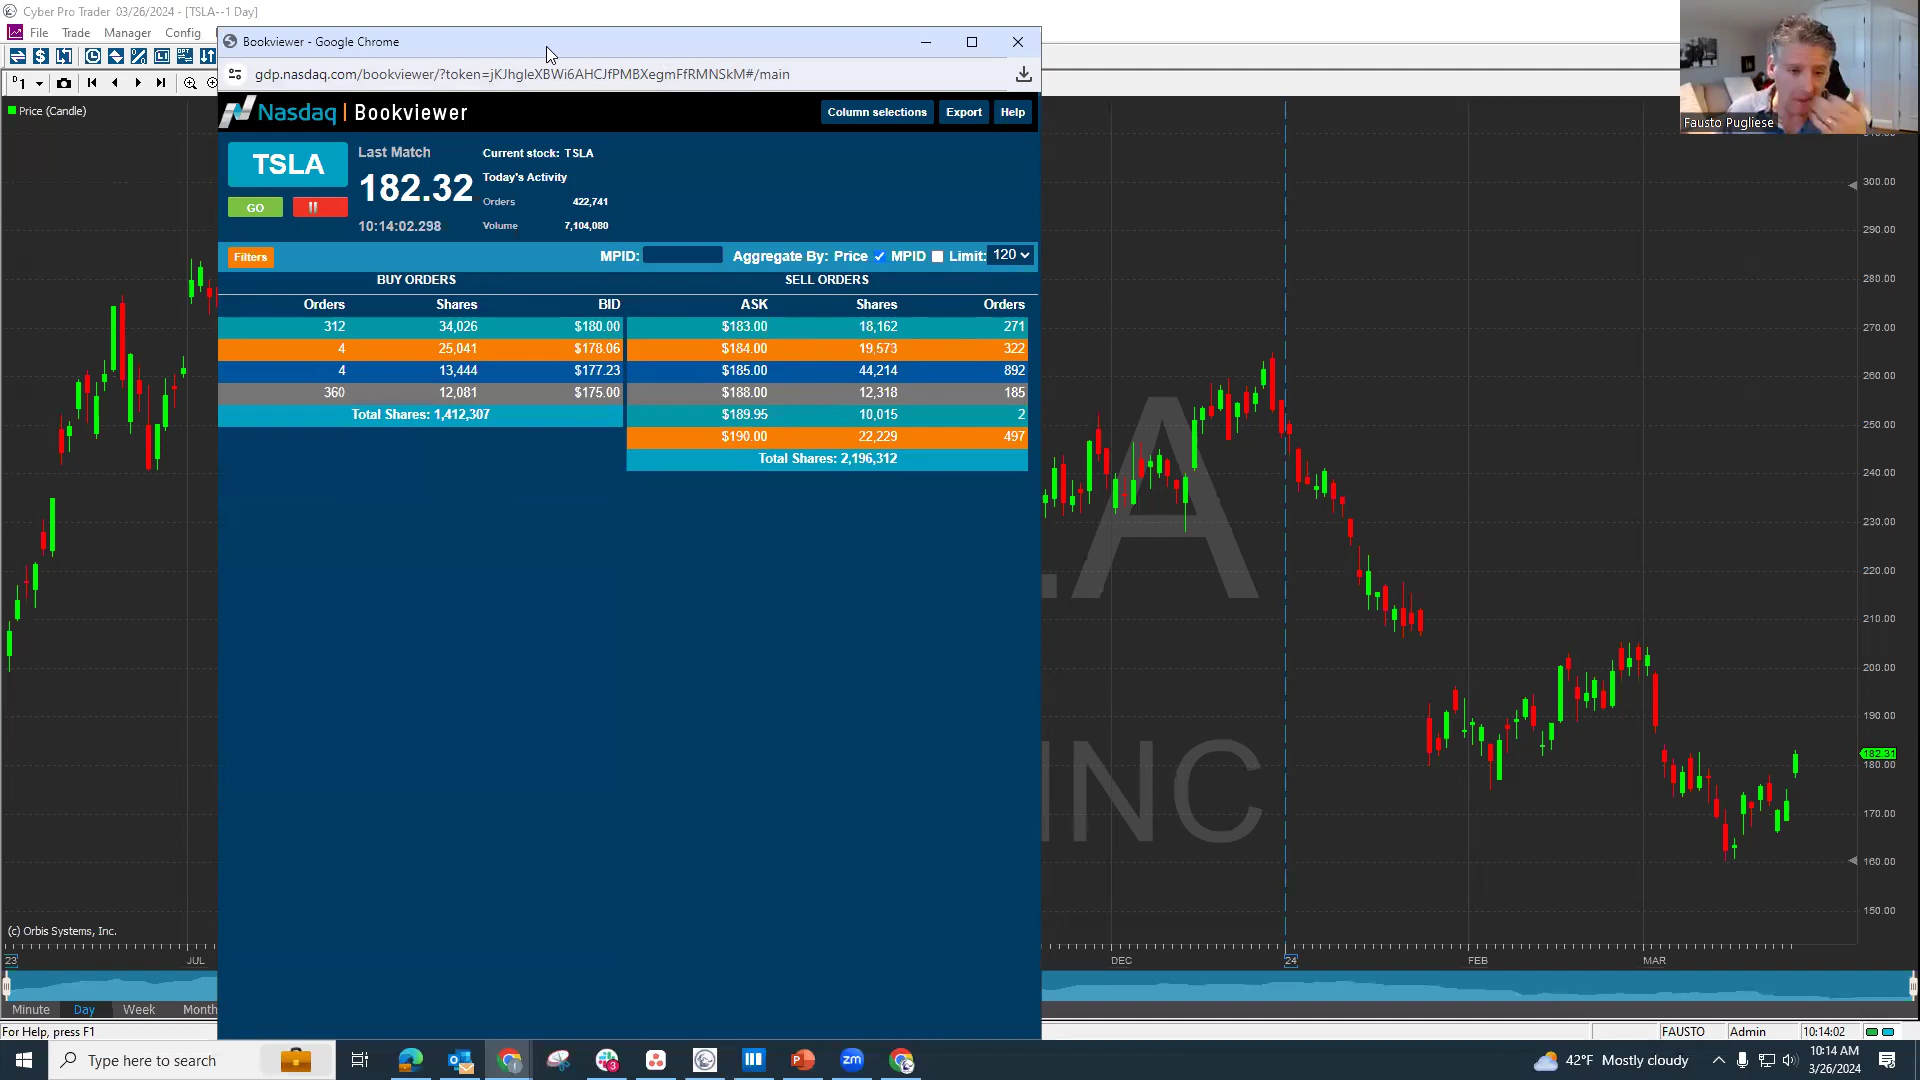 Cyber Pro Trader 03/26/2024 - [TSLA--1 Day]
File Trade Manager Config
1
Price (Candle)
Bookviewer - Google Chrome
gdp.nasdaq.com/bookviewer/?token=jKJhgIeXBWi6AHCJfPMBXegmFfRMNSkM#/main
Nasdaq | Bookviewer
Column selections Export Help
TSLA
GO
Last Match
182.32
10:14:02.298
Current stock: TSLA
Today's Activity
Orders 422,741
Volume 7,104,080
Filters MPID: Aggregate By: Price MPID Limit: 120
BUY ORDERS SELL ORDERS
Orders Shares BID ASK Shares Orders
312 34,026 $180.00 $183.00 18,162 271
4 25,041 $178.06 $184.00 19,573 322
4 13,444 $177.23 $185.00 44,214 892
360 12,081 $175.00 $188.00 12,318 185
Total Shares: 1,412,307 $189.95 10,015 2
$190.00 22,229 497
Total Shares: 2,196,312
Fausto Pugliese
A
INC
300.00
290.00
280.00
270.00
260.00
250.00
240.00
230.00
220.00
210.00
200.00
190.00
182.31
180.00
170.00
160.00
150.00
(c) Orbis Systems, Inc.
23 JUL DEC 24 FEB MAR
Minute Day Week Month
For Help, press F1 FAUSTO Admin 10:14:02
Type here to search
42°F Mostly cloudy
10:14 AM
3/26/2024